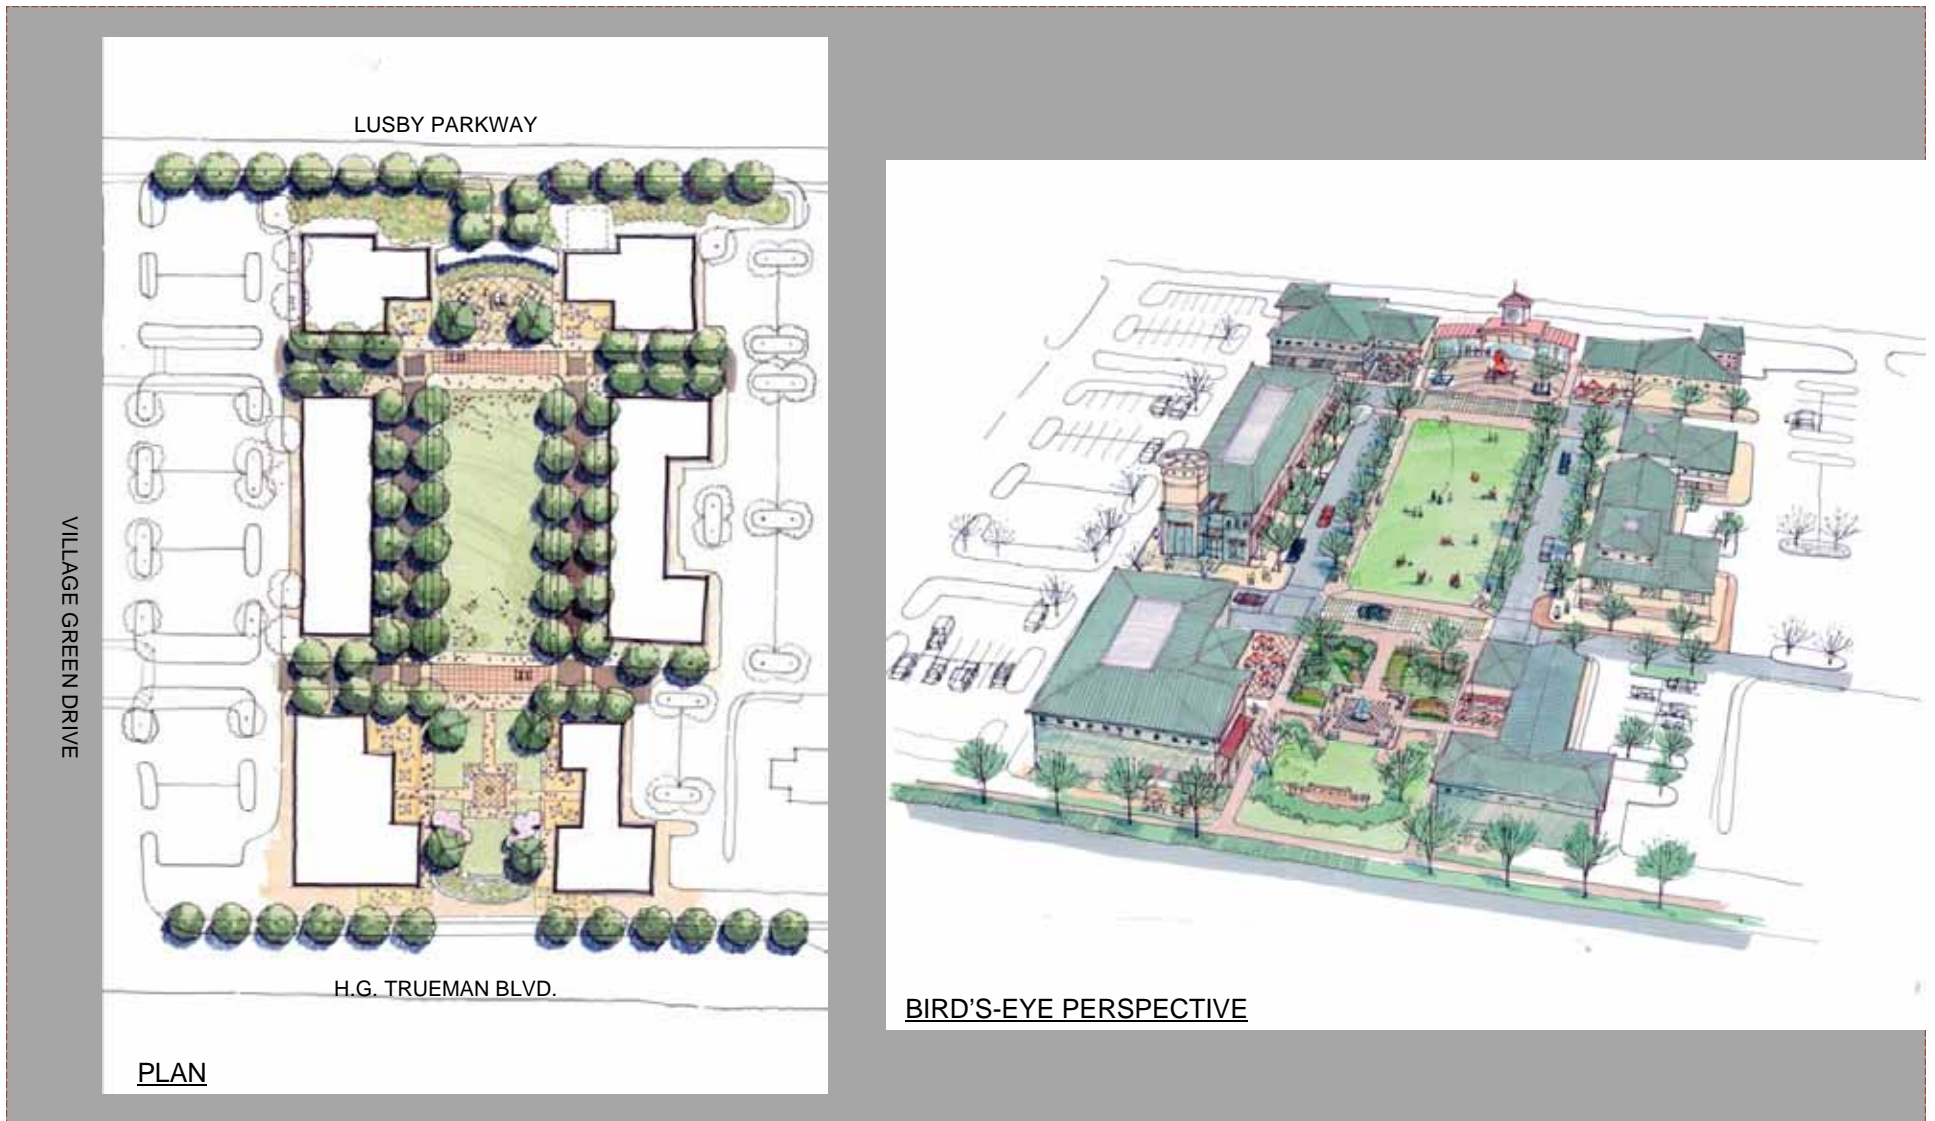 LUSBY PARKWAY
VILLAGE GREEN DRIVE
H.G. TRUEMAN BLVD.
PLAN
BIRD'S-EYE PERSPECTIVE